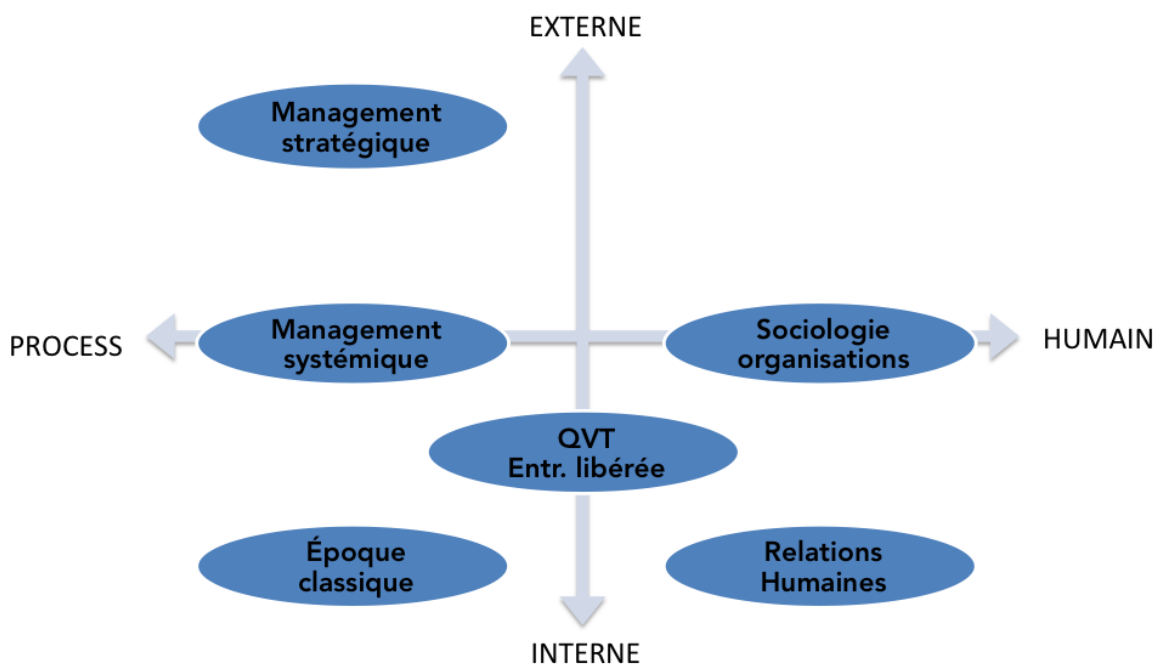 EXTERNE
Management
stratégique
PROCESS
Management
systémique
Sociologie
organisations
HUMAIN
QVT
Entr. libérée
Époque
classique
Relations
Humaines
INTERNE